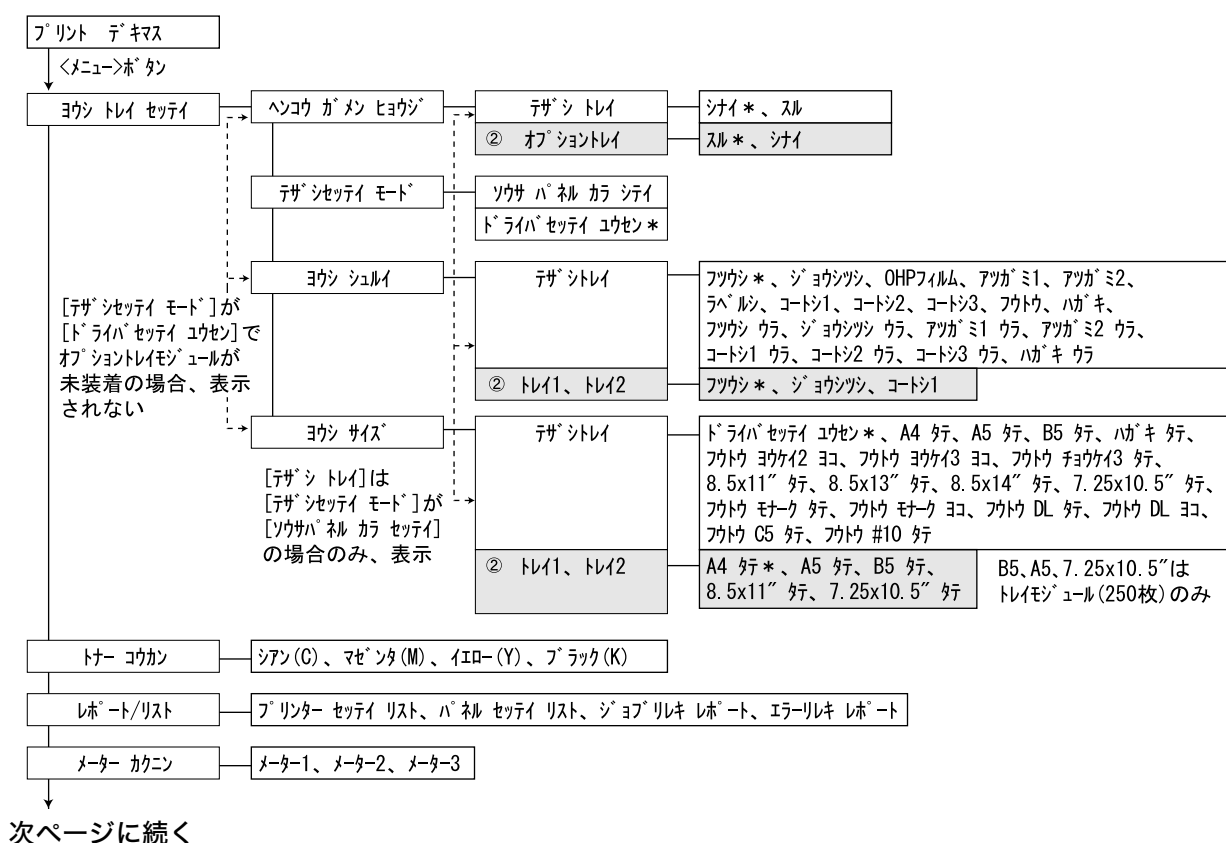 プリント デキマス
<メニュー>ボタン
ヨウシ トレイ セッテイ
ヘンコウ ガメン ヒョウジ
テザシ トレイ
シナイ＊、スル
② オプショントレイ
スル＊、シナイ
テザシセッテイ モード
ソウサ パネル カラ シテイ
ドライバセッテイ ユウセン＊
ヨウシ シュルイ
テザシトレイ
フツウシ＊、ジョウシツシ、OHPフィルム、アツガミ1、アツガミ2、
ラベルシ、コートシ1、コートシ2、コートシ3、フウトウ、ハガキ、
フツウシ ウラ、ジョウシツシ ウラ、アツガミ1 ウラ、アツガミ2 ウラ、
コートシ1 ウラ、コートシ2 ウラ、コートシ3 ウラ、ハガキ ウラ
② トレイ1、トレイ2
フツウシ＊、ジョウシツシ、コートシ1
[テザシセッテイ モード]が
[ドライバセッテイ ユウセン]で
オプショントレイモジュールが
未装着の場合、表示
されない
ヨウシ サイズ
テザシトレイ
ドライバセッテイ ユウセン＊、A4 タテ、A5 タテ、B5 タテ、ハガキ タテ、
フウトウ ヨウケイ2 ヨコ、フウトウ ヨウケイ3 ヨコ、フウトウ チョウケイ3 タテ、
8.5x11″ タテ、8.5x13″ タテ、8.5x14″ タテ、7.25x10.5″ タテ、
フウトウ モナーク タテ、フウトウ モナーク ヨコ、フウトウ DL タテ、フウトウ DL ヨコ、
フウトウ C5 タテ、フウトウ #10 タテ
[テザシ トレイ]は
[テザシセッテイ モード]が
[ソウサパネル カラ セッテイ]
の場合のみ、表示
② トレイ1、トレイ2
A4 タテ＊、A5 タテ、B5 タテ、
8.5x11″ タテ、7.25x10.5″ タテ
B5、A5、7.25x10.5″は
トレイモジュール(250枚)のみ
トナー コウカン
シアン(C)、マゼンタ(M)、イエロー(Y)、ブラック(K)
レポート/リスト
プリンター セッテイ リスト、パネル セッテイ リスト、ジョブリレキ レポート、エラーリレキ レポート
メーター カクニン
メーター1、メーター2、メーター3
次ページに続く